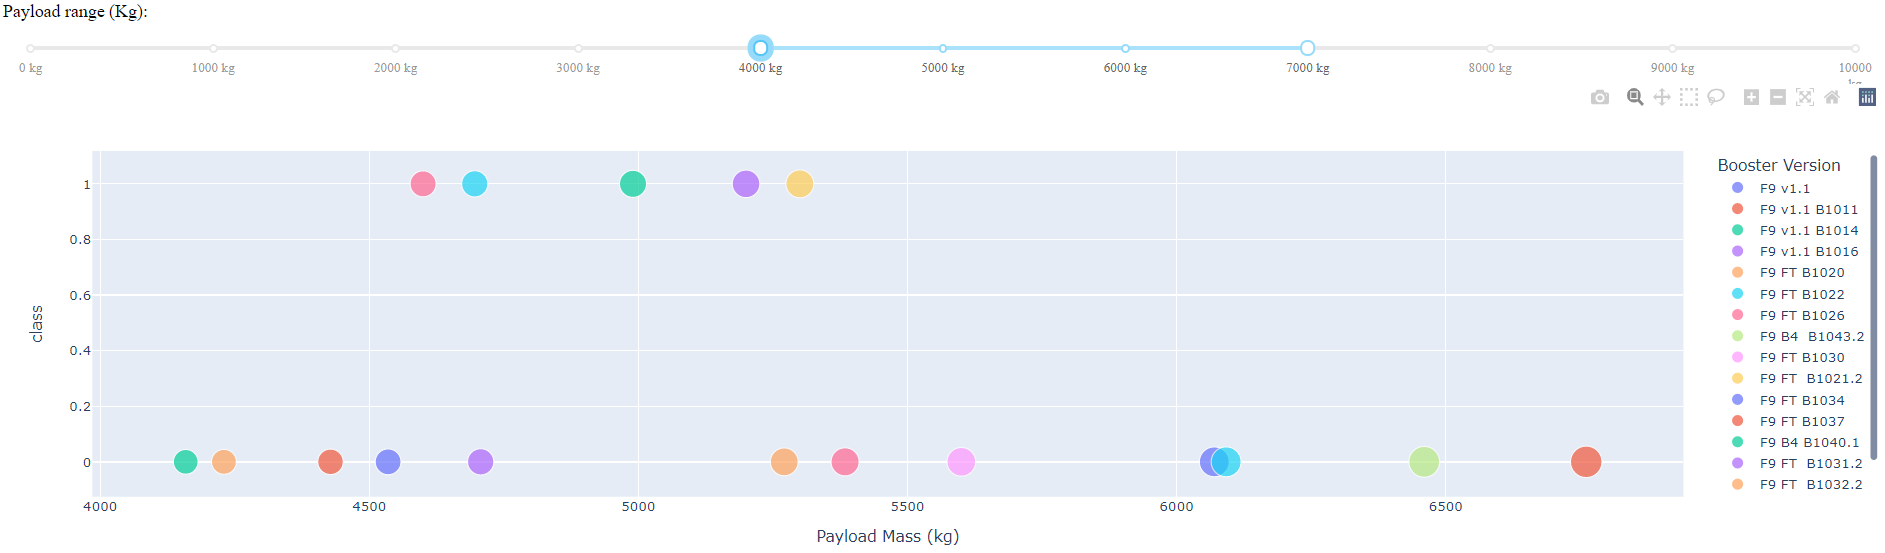 Payload range (Kg):
0 kg 1000 kg 2000 kg 3000 kg 4000 kg 5000 kg 6000 kg 7000 kg 8000 kg 9000 kg 10000
kg
Booster Version
F9 v1.1
F9 v1.1 B1011
F9 v1.1 B1014
F9 v1.1 B1016
F9 FT B1020
F9 FT B1022
F9 FT B1026
F9 B4  B1043.2
F9 FT B1030
F9 FT  B1021.2
F9 FT B1034
F9 FT B1037
F9 B4 B1040.1
F9 FT  B1031.2
F9 FT  B1032.2
1
0.8
0.6
0.4
0.2
0
class
4000 4500 5000 5500 6000 6500
Payload Mass (kg)